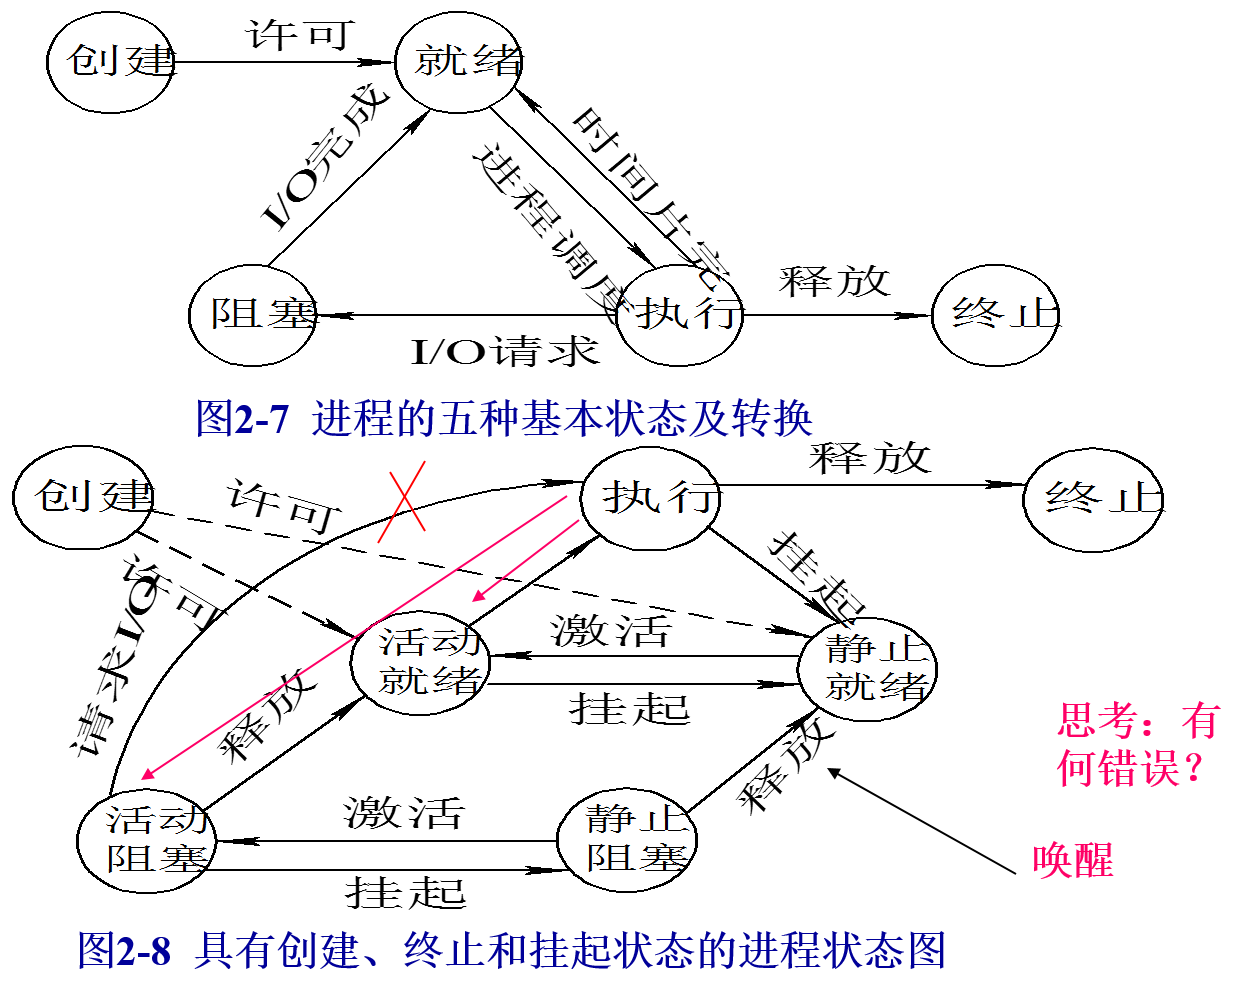 创建
许可
就绪
I/O完成
进程调度
时间片完
阻塞
I/O请求
执行
释放
终止
图2-7 进程的五种基本状态及转换
创建
许可
许可
请求I/O
执行
释放
终止
挂起
活动
就绪
激活
挂起
静止
就绪
释放
释放
活动
阻塞
激活
挂起
静止
阻塞
思考：有
何错误？
唤醒
图2-8 具有创建、终止和挂起状态的进程状态图